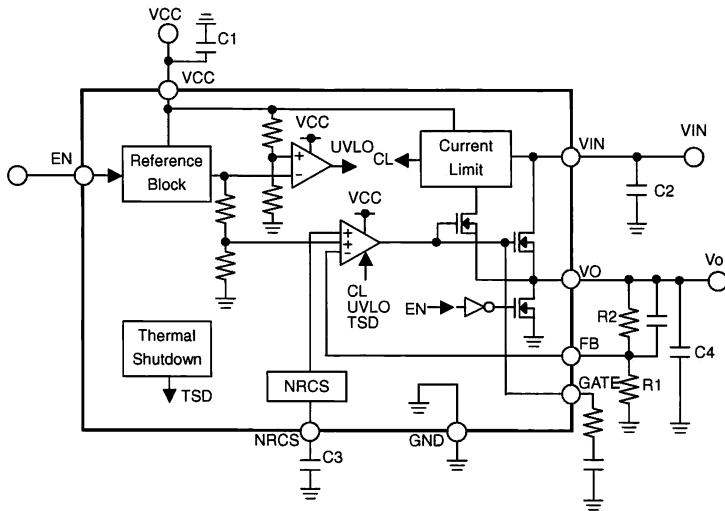 VCC
C1
VCC
VCC
UVLO
EN
Reference
Block
CL
Current
Limit
VIN
VIN
C2
VCC
VO
Vo
CL
UVLO
TSD
EN
R2
C4
Thermal
Shutdown
FB
R1
GATE
TSD
NRCS
NRCS
GND
C3